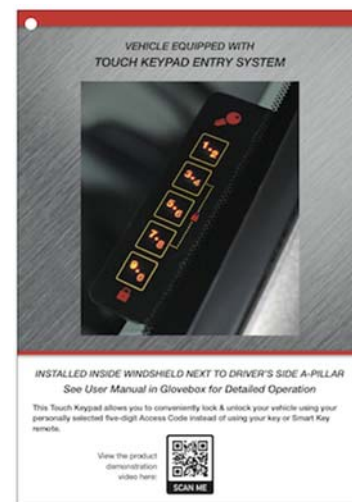 VEHICLE EQUIPPED WITH
TOUCH KEYPAD ENTRY SYSTEM
1•2
3•4
5•6
7•8
9•0
INSTALLED INSIDE WINDSHIELD NEXT TO DRIVER'S SIDE A-PILLAR
See User Manual in Glovebox for Detailed Operation
This Touch Keypad allows you to conveniently lock & unlock your vehicle using your
personally selected five-digit Access Code instead of using your key or Smart Key
remote.
View the product
demonstration
video here:
SCAN ME